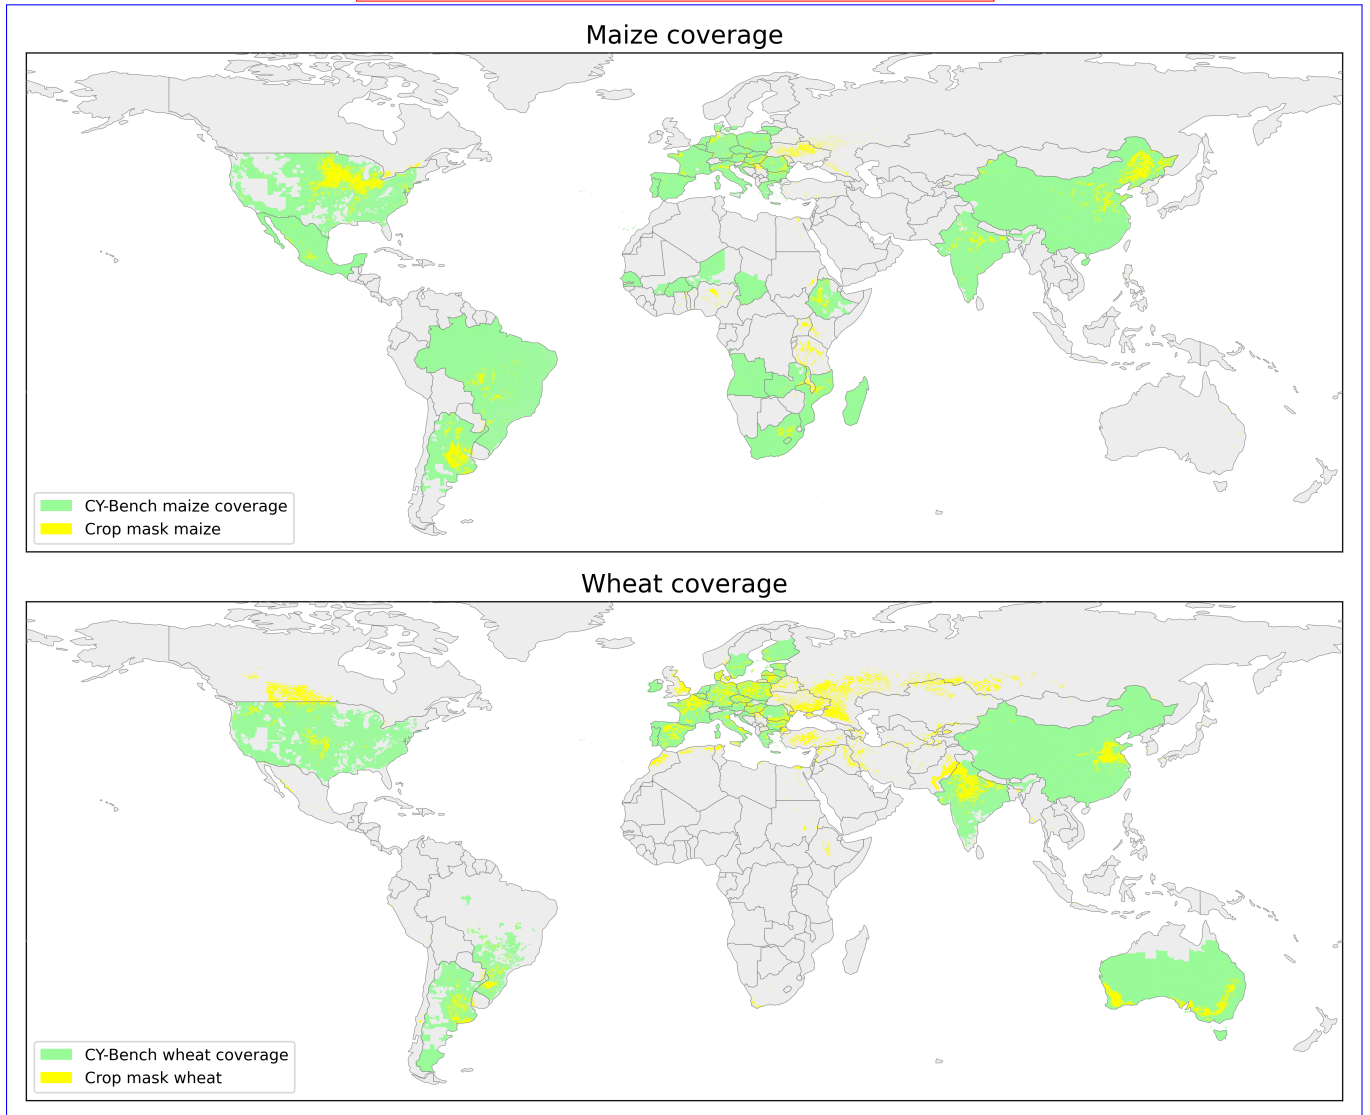 Maize coverage
CY-Bench maize coverage
Crop mask maize
Wheat coverage
CY-Bench wheat coverage
Crop mask wheat